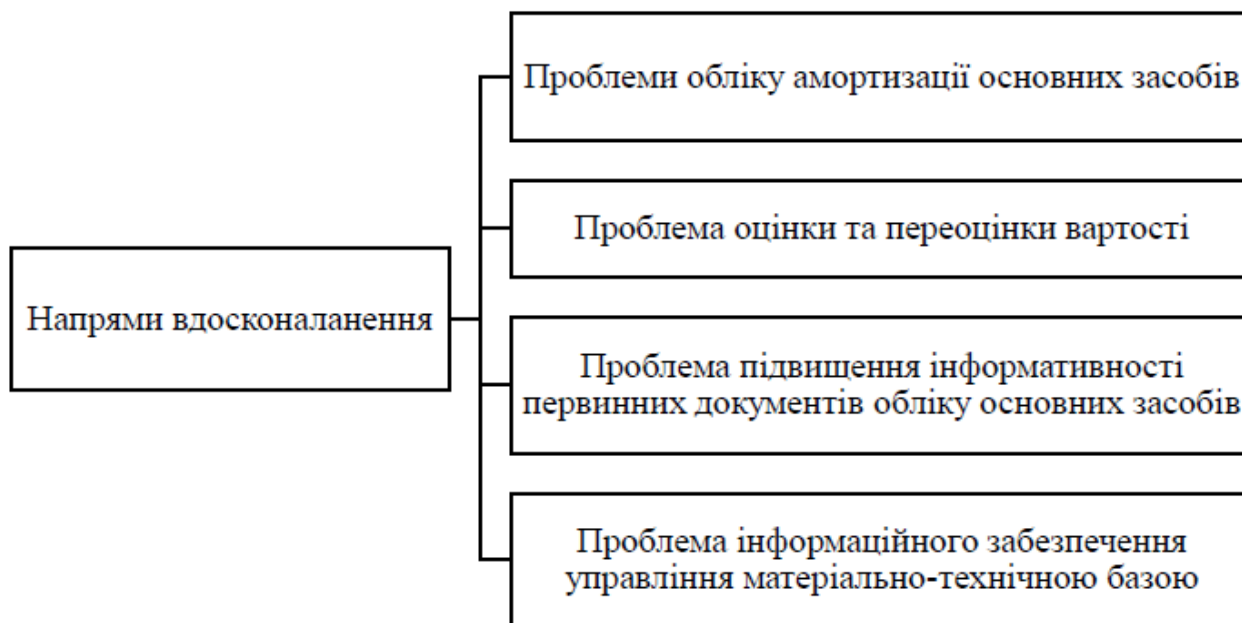 Проблеми обліку амортизації основних засобів
Проблема оцінки та переоцінки вартості
Напрями вдосконаланення
Проблема підвищення інформативності
первинних документів обліку основних засобів
Проблема інформаційного забезпечення
управління матеріально-технічною базою